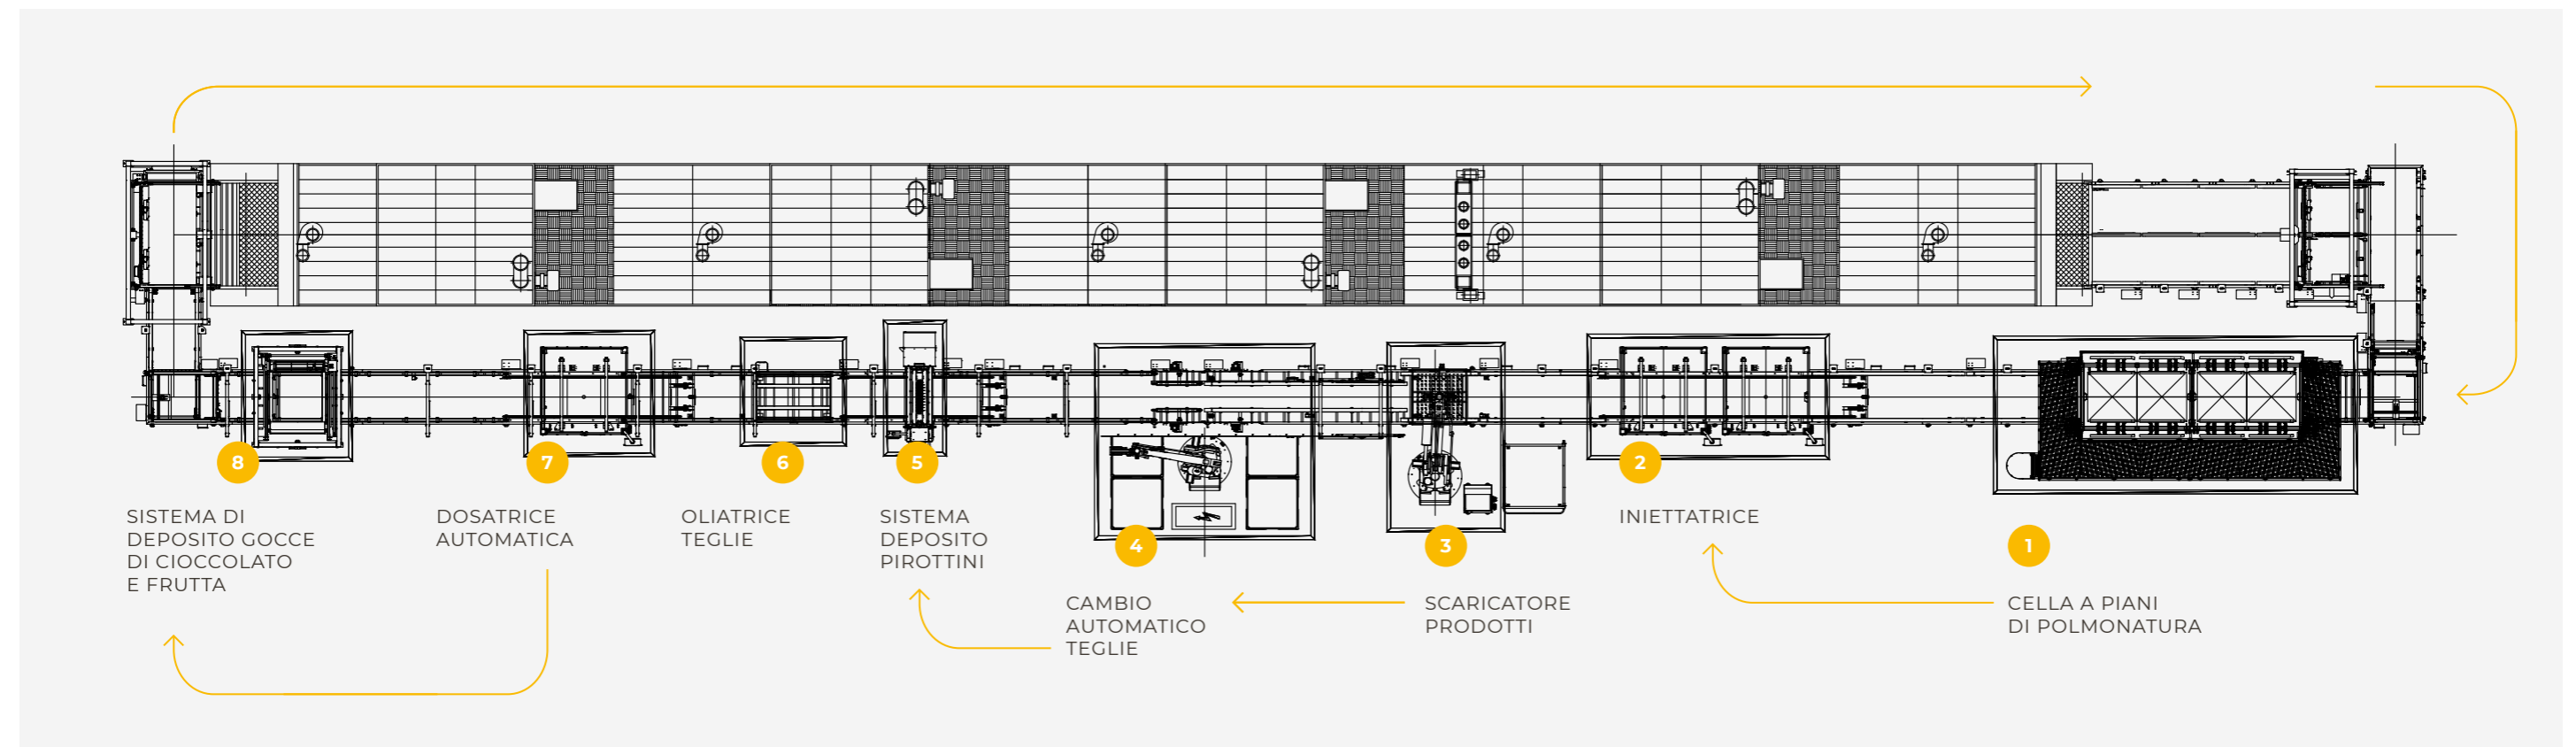 8
SISTEMA DI
DEPOSITO GOCCE
DI CIOCCOLATO
E FRUTTA
7
DOSATRICE
AUTOMATICA
6
OLIATRICE
TEGLIE
5
SISTEMA
DEPOSITO
PIROTTINI
4
CAMBIO
AUTOMATICO
TEGLIE
3
SCARICATORE
PRODOTTI
2
INIETTATRICE
1
CELLA A PIANI
DI POLMONATURA